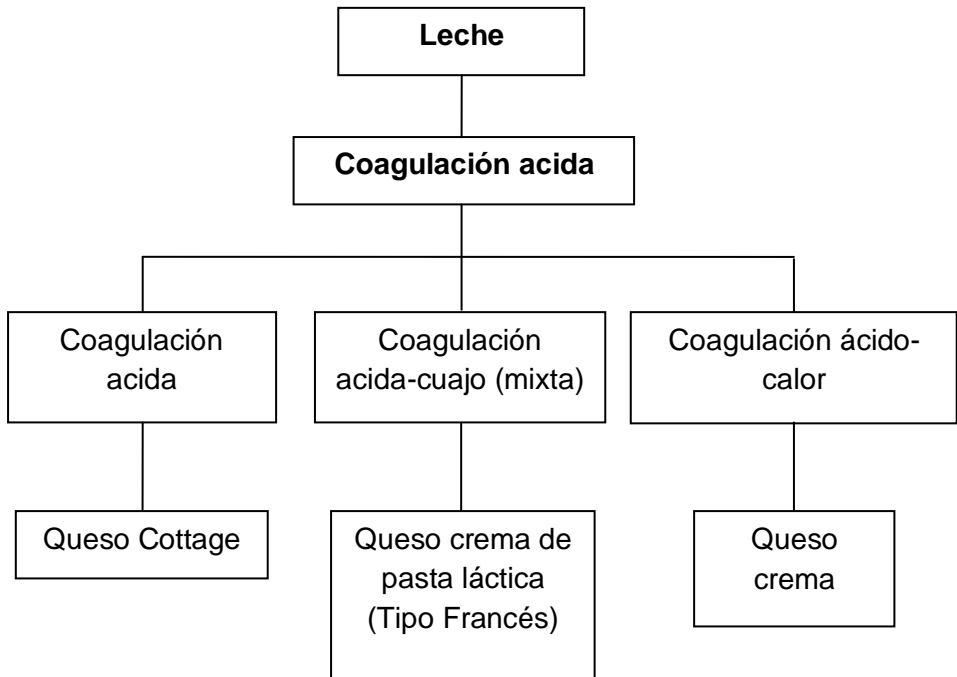 Leche
Coagulación acida
Coagulación
acida
Coagulación
acida-cuajo (mixta)
Coagulación ácido-
calor
Queso Cottage
Queso crema de
pasta láctica
(Tipo Francés)
Queso
crema